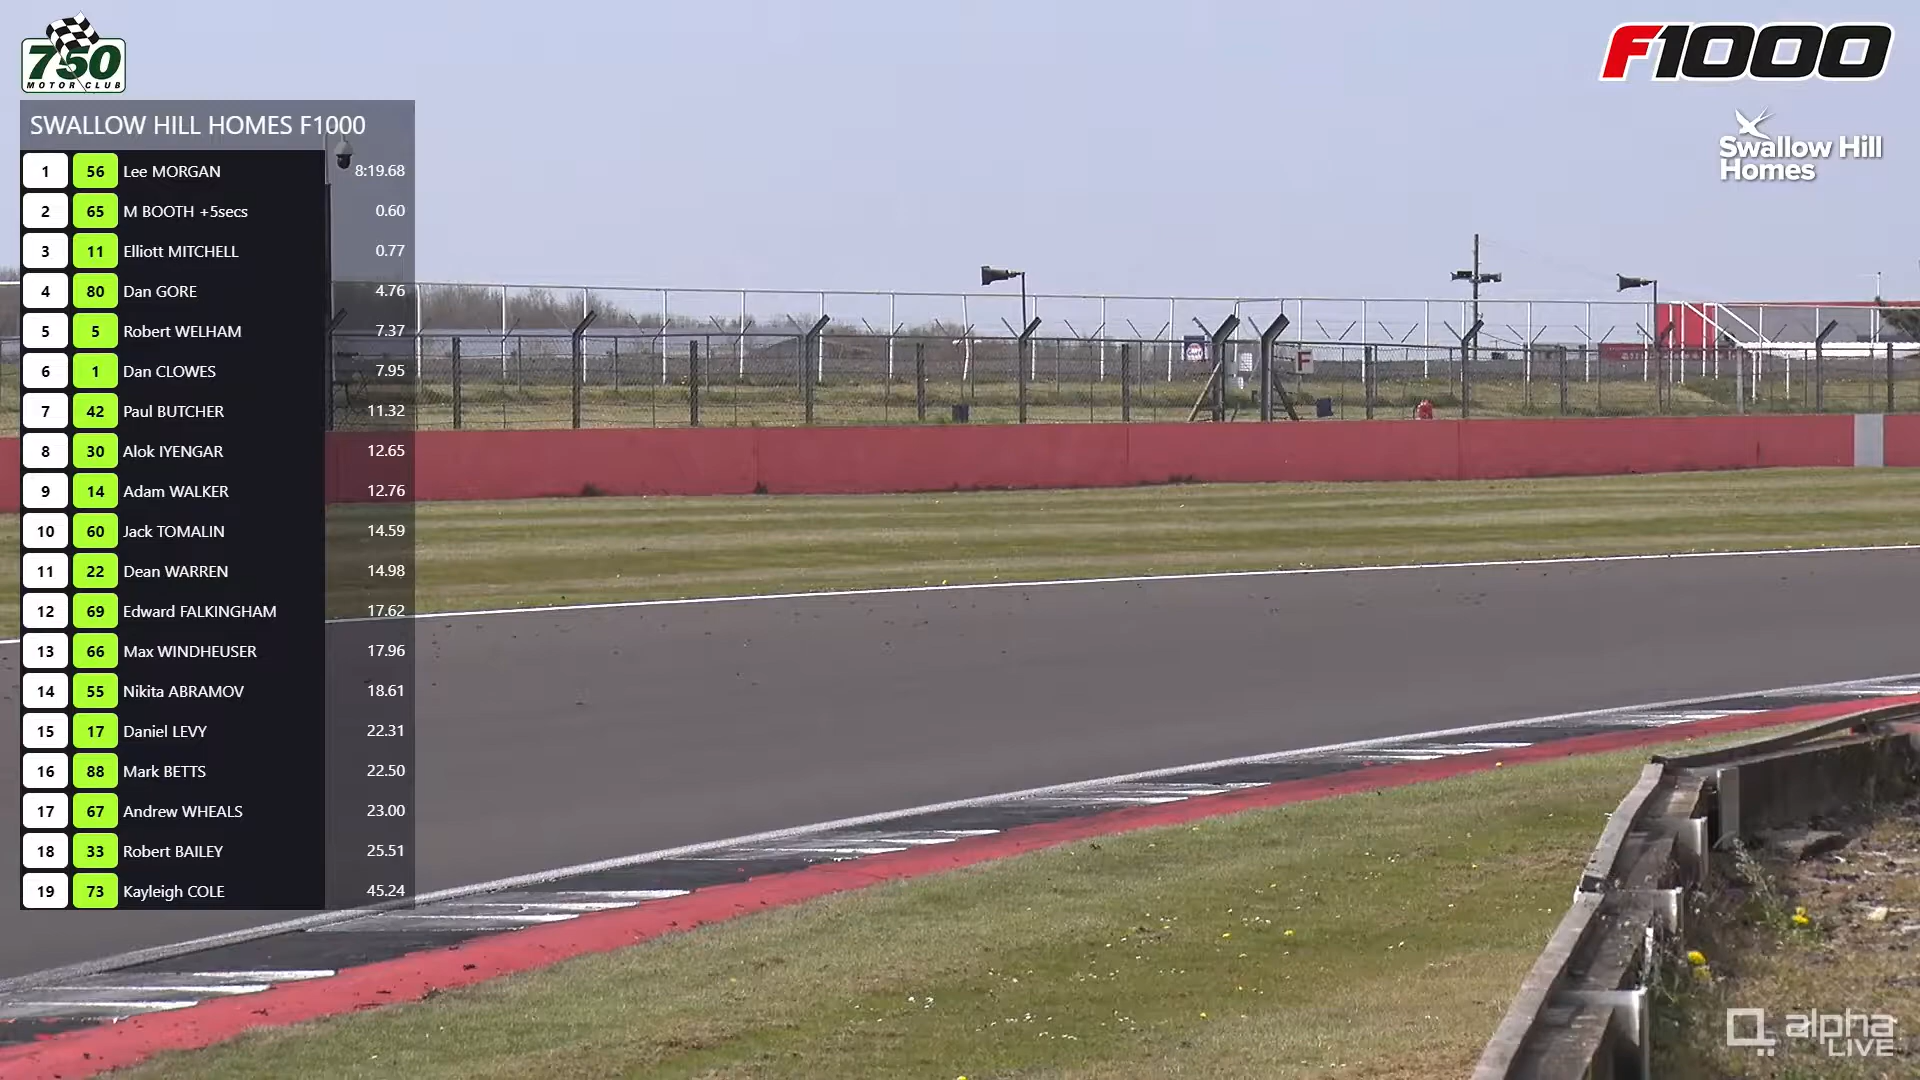 750
MOTOR CLUB
F1000
Swallow Hill
Homes
SWALLOW HILL HOMES F1000
1 56 Lee MORGAN 8:19.68
2 65 M BOOTH +5secs 0.60
3 11 Elliott MITCHELL 0.77
4 80 Dan GORE 4.76
5 5 Robert WELHAM 7.37
6 1 Dan CLOWES 7.95
7 42 Paul BUTCHER 11.32
8 30 Alok IYENGAR 12.65
9 14 Adam WALKER 12.76
10 60 Jack TOMALIN 14.59
11 22 Dean WARREN 14.98
12 69 Edward FALKINGHAM 17.62
13 66 Max WINDHEUSER 17.96
14 55 Nikita ABRAMOV 18.61
15 17 Daniel LEVY 22.31
16 88 Mark BETTS 22.50
17 67 Andrew WHEALS 23.00
18 33 Robert BAILEY 25.51
19 73 Kayleigh COLE 45.24
F
alpha
LIVE